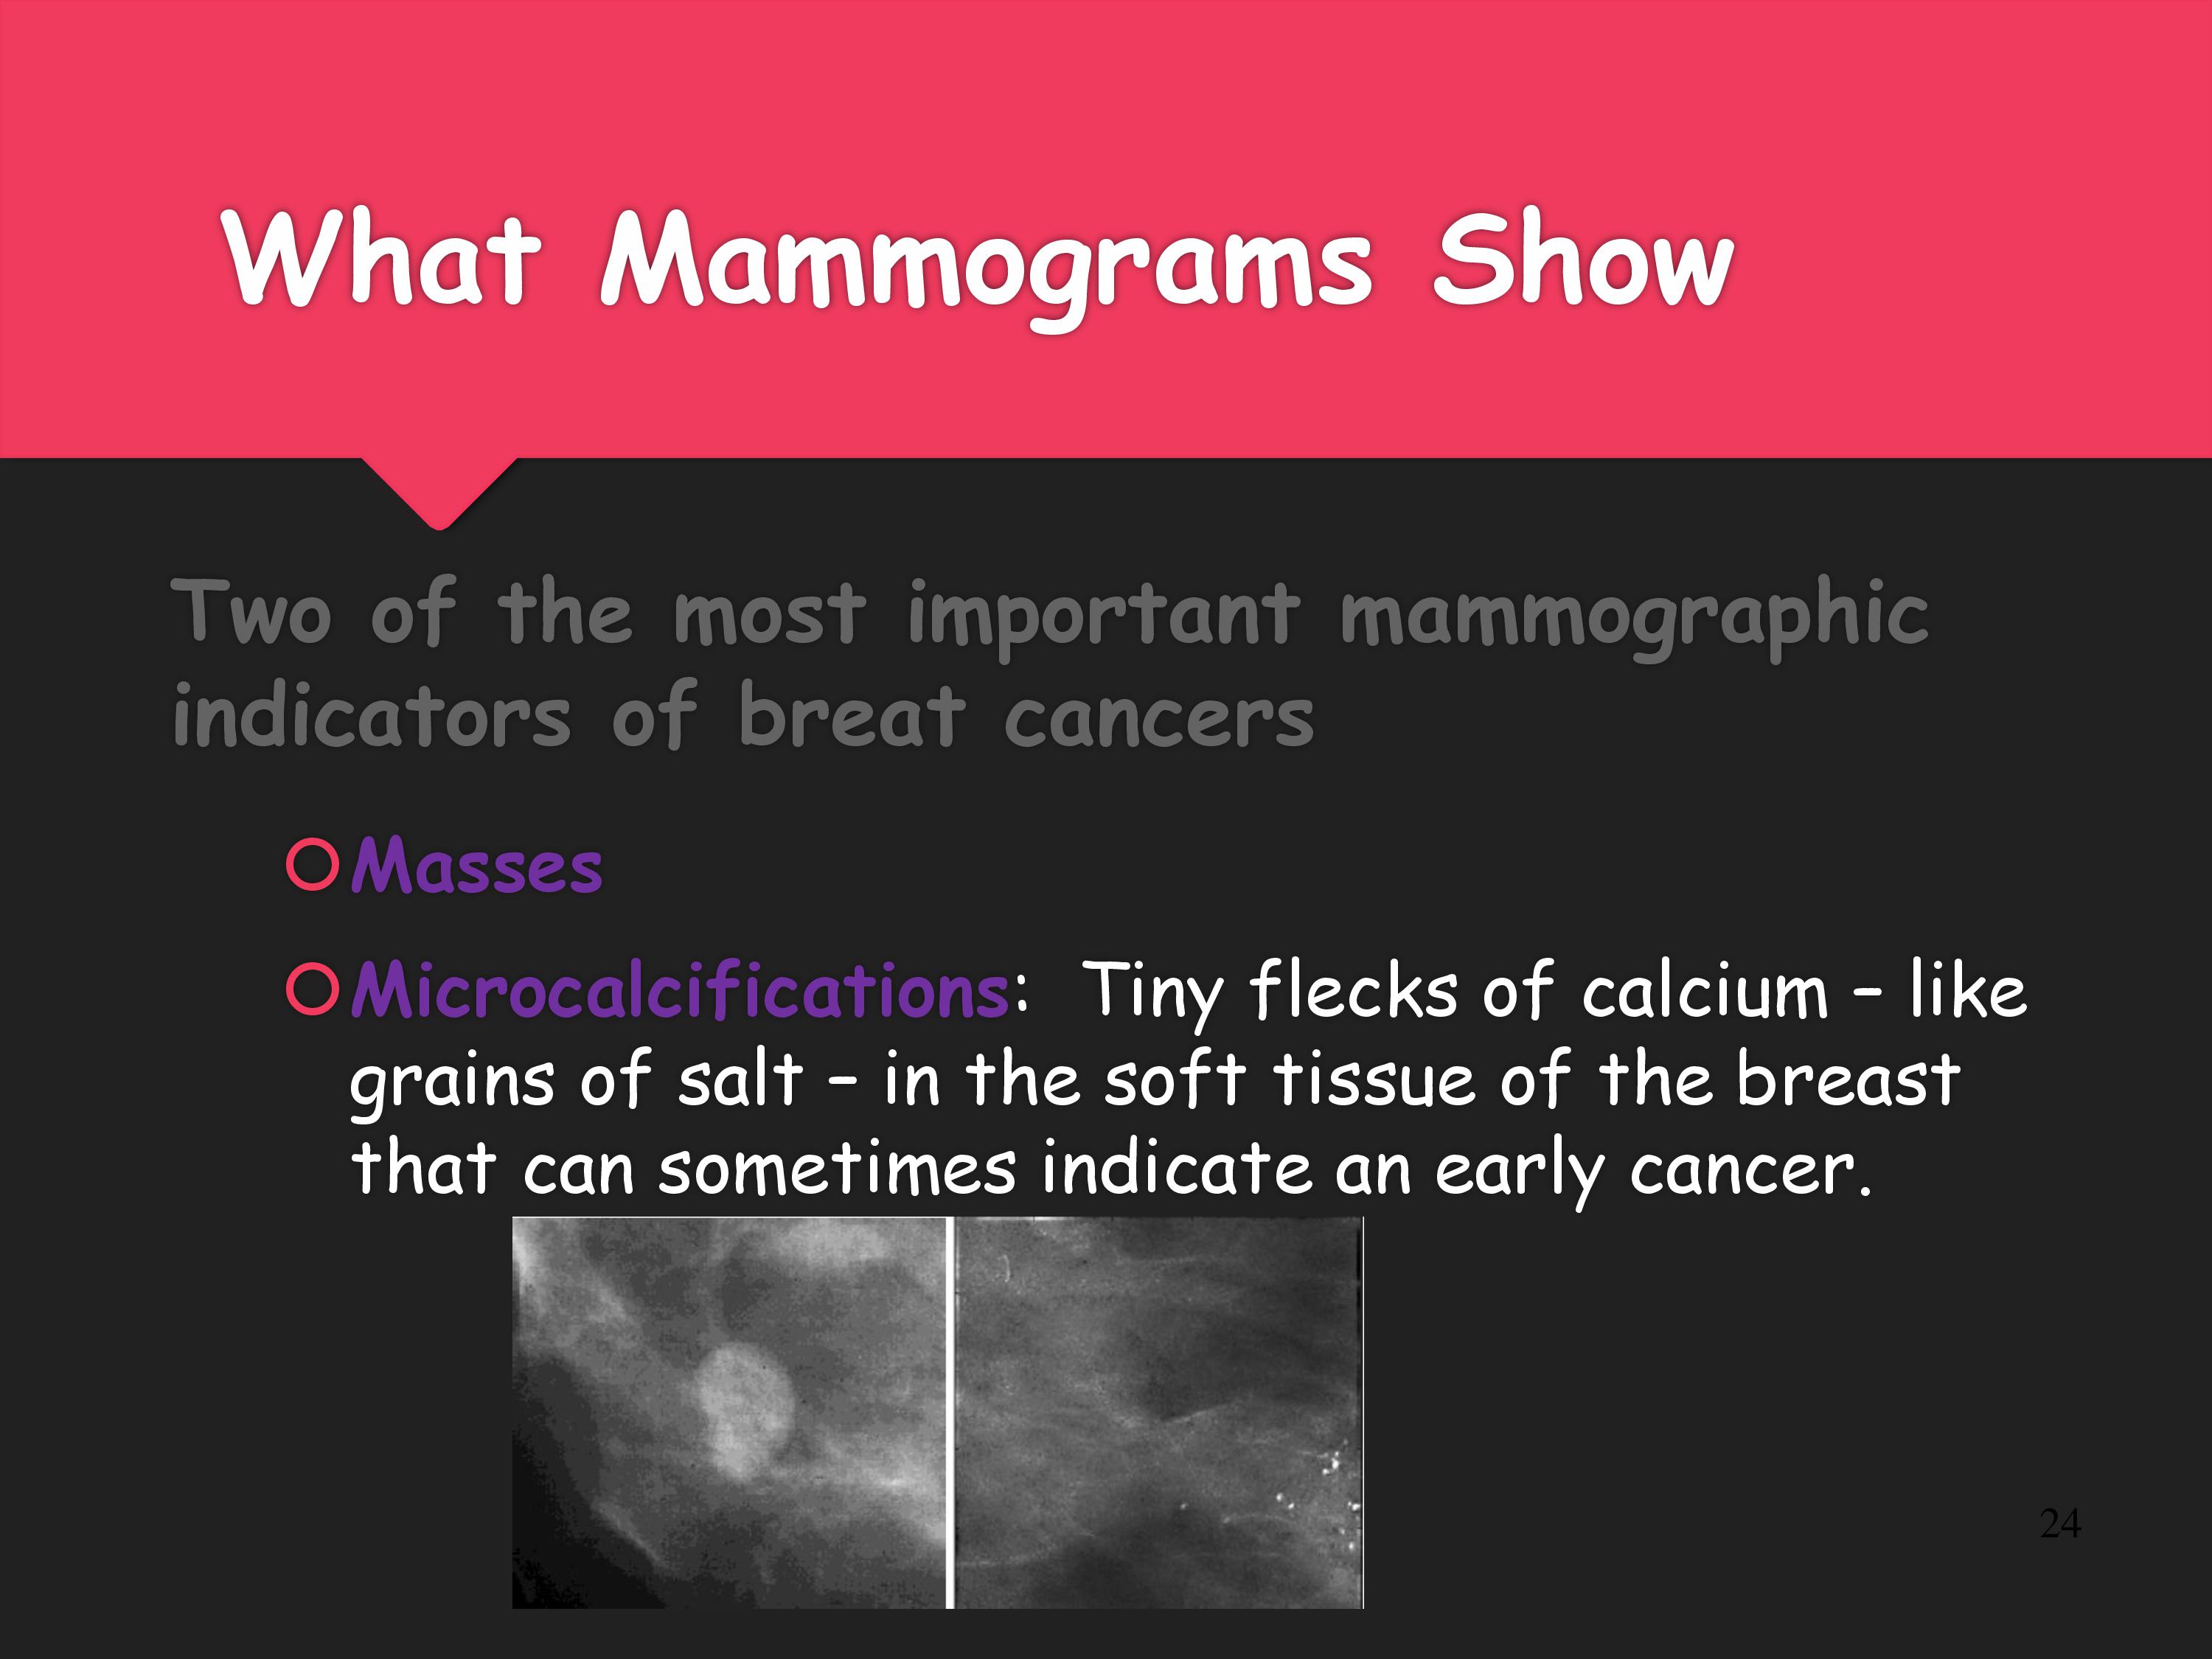 What Mammograms Show
Two of the most important mammographic
indicators of breat cancers
Masses
Microcalcifications: Tiny flecks of calcium – like
grains of salt – in the soft tissue of the breast
that can sometimes indicate an early cancer.
24